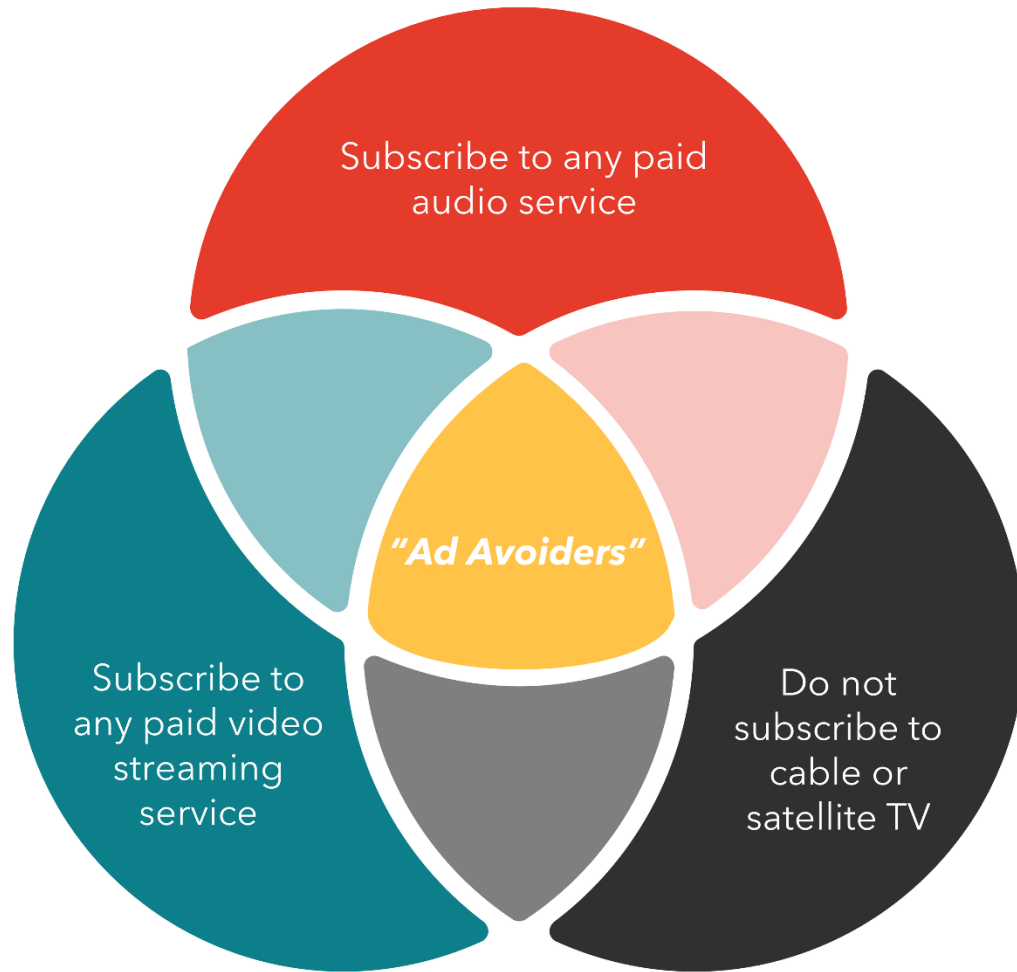 Subscribe to any paid
audio service
“Ad Avoiders”
Subscribe to
any paid video
streaming
service
Do not
subscribe to
cable or
satellite TV